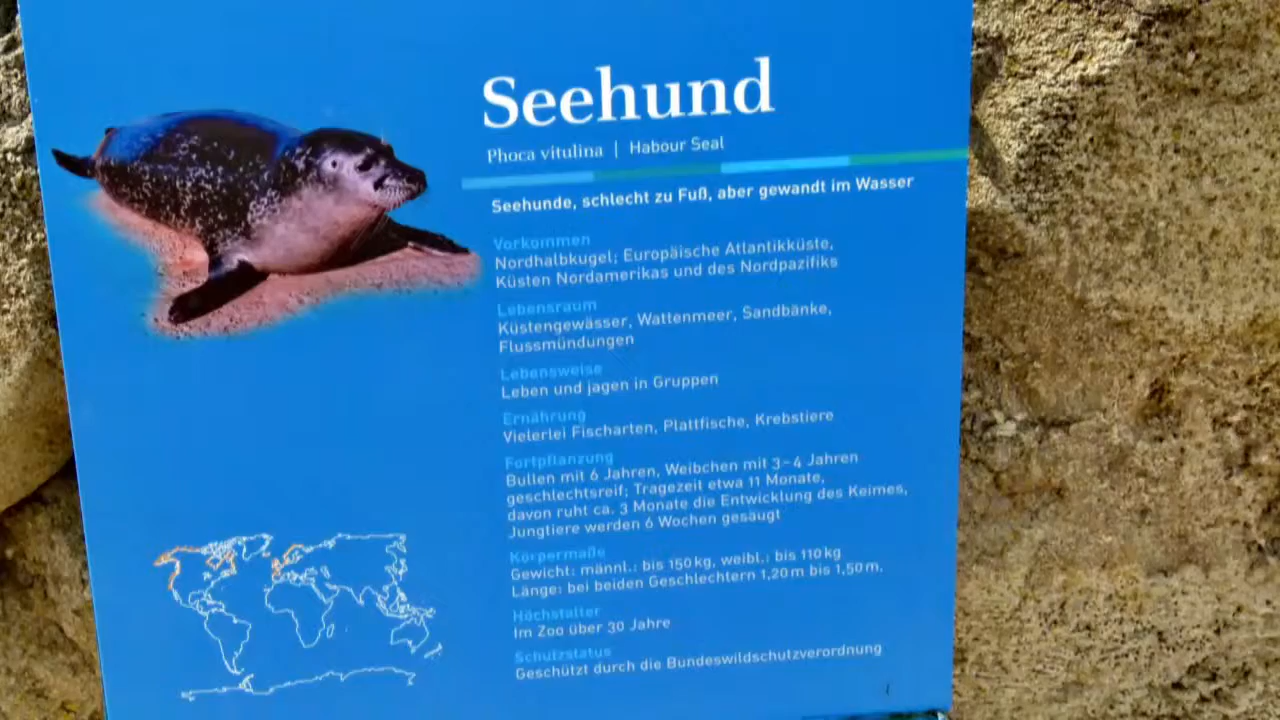 Seehund
Phoca vitulina | Habour Seal
Seehunde, schlecht zu Fuß, aber gewandt im Wasser
Vorkommen
Nordhalbkugel; Europäische Atlantikküste,
Küsten Nordamerikas und des Nordpazifiks
Lebensraum
Küstengewässer, Wattenmeer, Sandbänke,
Flussmündungen
Lebensweise
Leben und jagen in Gruppen
Ernährung
Vielerlei Fischarten, Plattfische, Krebstiere
Fortpflanzung
Bullen mit 6 Jahren, Weibchen mit 3-4 Jahren
geschlechtsreif; Tragezeit etwa 11 Monate,
davon ruht ca. 3 Monate die Entwicklung des Keimes,
Jungtiere werden 6 Wochen gesäugt
Körpermaße
Gewicht: männl.: bis 150 kg, weibl.: bis 110 kg
Länge: bei beiden Geschlechtern 1,20 m bis 1,50 m.
Höchstalter
Im Zoo über 30 Jahre
Schutzstatus
Geschützt durch die Bundeswildschutzverordnung